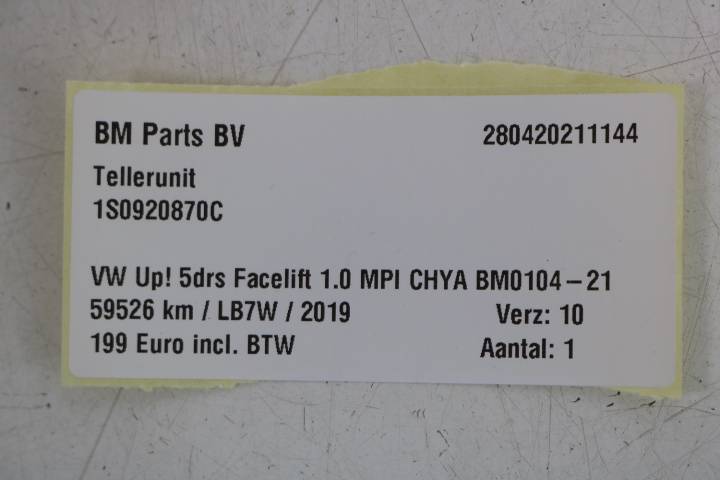 BM Parts BV 280420211144
Tellerunit
1S0920870C
VW Up! 5drs Facelift 1.0 MPI CHYA BM0104-21
59526 km / LB7W / 2019 Verz: 10
199 Euro incl. BTW Aantal: 1